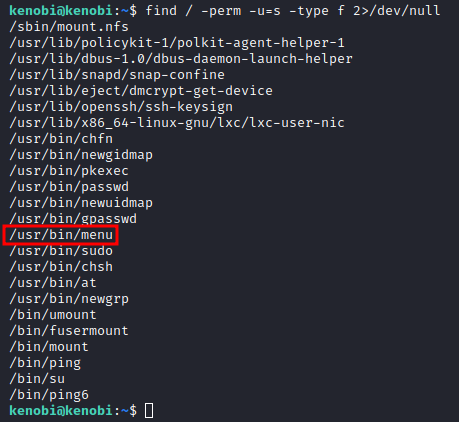 kenobi@kenobi:~$ find / -perm -u=s -type f 2>/dev/null
/sbin/mount.nfs
/usr/lib/policykit-1/polkit-agent-helper-1
/usr/lib/dbus-1.0/dbus-daemon-launch-helper
/usr/lib/snapd/snap-confine
/usr/lib/eject/dmcrypt-get-device
/usr/lib/openssh/ssh-keysign
/usr/lib/x86_64-linux-gnu/lxc/lxc-user-nic
/usr/bin/chfn
/usr/bin/newgidmap
/usr/bin/pkexec
/usr/bin/passwd
/usr/bin/newuidmap
/usr/bin/gpasswd
/usr/bin/menu
/usr/bin/sudo
/usr/bin/chsh
/usr/bin/at
/usr/bin/newgrp
/bin/umount
/bin/fusermount
/bin/mount
/bin/ping
/bin/su
/bin/ping6
kenobi@kenobi:~$